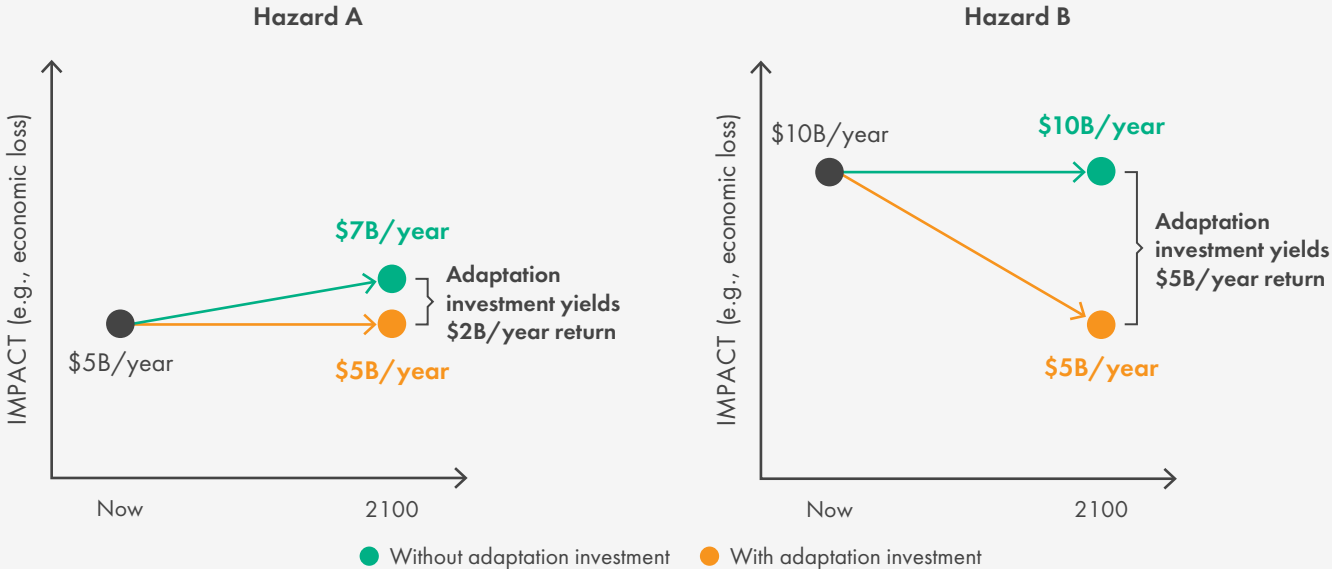 Hazard A
IMPACT (e.g., economic loss)
$5B/year
$7B/year
$5B/year
Adaptation
investment yields
$2B/year return
Now
2100
Hazard B
IMPACT (e.g., economic loss)
$10B/year
$10B/year
$5B/year
Adaptation
investment yields
$5B/year return
Now
2100
Without adaptation investment
With adaptation investment